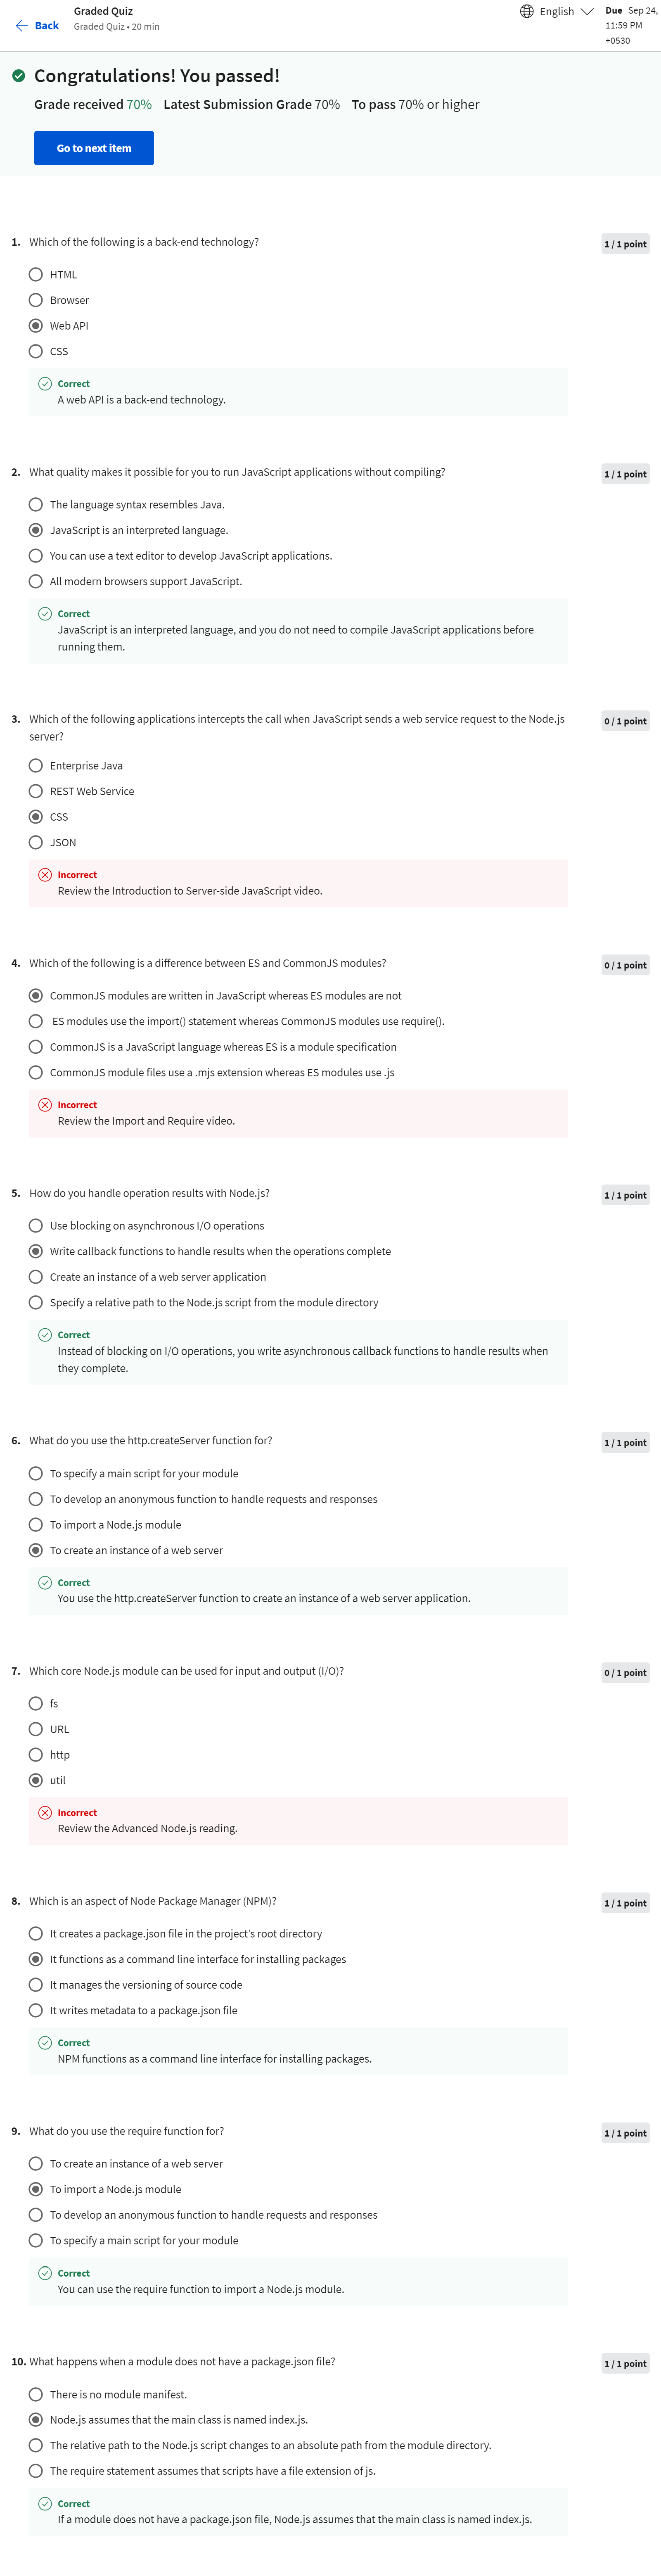 Back
Graded Quiz
Graded Quiz • 20 min
English
Due Sep 24,
11:59 PM
+0530
Congratulations! You passed!
Grade received 70% Latest Submission Grade 70% To pass 70% or higher
Go to next item
1. Which of the following is a back-end technology?
1 / 1 point
HTML
Browser
Web API
CSS
Correct
A web API is a back-end technology.
2. What quality makes it possible for you to run JavaScript applications without compiling?
1 / 1 point
The language syntax resembles Java.
JavaScript is an interpreted language.
You can use a text editor to develop JavaScript applications.
All modern browsers support JavaScript.
Correct
JavaScript is an interpreted language, and you do not need to compile JavaScript applications before
running them.
3. Which of the following applications intercepts the call when JavaScript sends a web service request to the Node.js
server?
0 / 1 point
Enterprise Java
REST Web Service
CSS
JSON
Incorrect
Review the Introduction to Server-side JavaScript video.
4. Which of the following is a difference between ES and CommonJS modules?
0 / 1 point
CommonJS modules are written in JavaScript whereas ES modules are not
ES modules use the import() statement whereas CommonJS modules use require().
CommonJS is a JavaScript language whereas ES is a module specification
CommonJS module files use a .mjs extension whereas ES modules use .js
Incorrect
Review the Import and Require video.
5. How do you handle operation results with Node.js?
1 / 1 point
Use blocking on asynchronous I/O operations
Write callback functions to handle results when the operations complete
Create an instance of a web server application
Specify a relative path to the Node.js script from the module directory
Correct
Instead of blocking on I/O operations, you write asynchronous callback functions to handle results when
they complete.
6. What do you use the http.createServer function for?
1 / 1 point
To specify a main script for your module
To develop an anonymous function to handle requests and responses
To import a Node.js module
To create an instance of a web server
Correct
You use the http.createServer function to create an instance of a web server application.
7. Which core Node.js module can be used for input and output (I/O)?
0 / 1 point
fs
URL
http
util
Incorrect
Review the Advanced Node.js reading.
8. Which is an aspect of Node Package Manager (NPM)?
1 / 1 point
It creates a package.json file in the project's root directory
It functions as a command line interface for installing packages
It manages the versioning of source code
It writes metadata to a package.json file
Correct
NPM functions as a command line interface for installing packages.
9. What do you use the require function for?
1 / 1 point
To create an instance of a web server
To import a Node.js module
To develop an anonymous function to handle requests and responses
To specify a main script for your module
Correct
You can use the require function to import a Node.js module.
10. What happens when a module does not have a package.json file?
1 / 1 point
There is no module manifest.
Node.js assumes that the main class is named index.js.
The relative path to the Node.js script changes to an absolute path from the module directory.
The require statement assumes that scripts have a file extension of js.
Correct
If a module does not have a package.json file, Node.js assumes that the main class is named index.js.